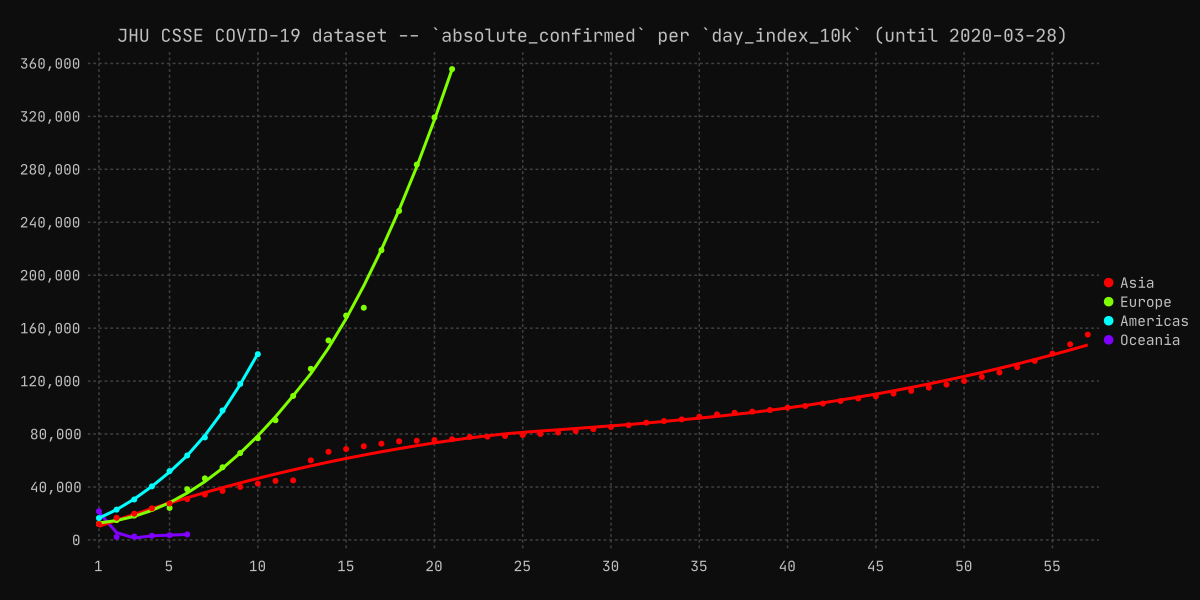 JHU CSSE COVID-19 dataset -- `absolute_confirmed` per `day_index_10k` (until 2020-03-28)
360,000
320,000
280,000
240,000
200,000
160,000
120,000
80,000
40,000
0
1 5 10 15 20 25 30 35 40 45 50 55
Asia
Europe
Americas
Oceania